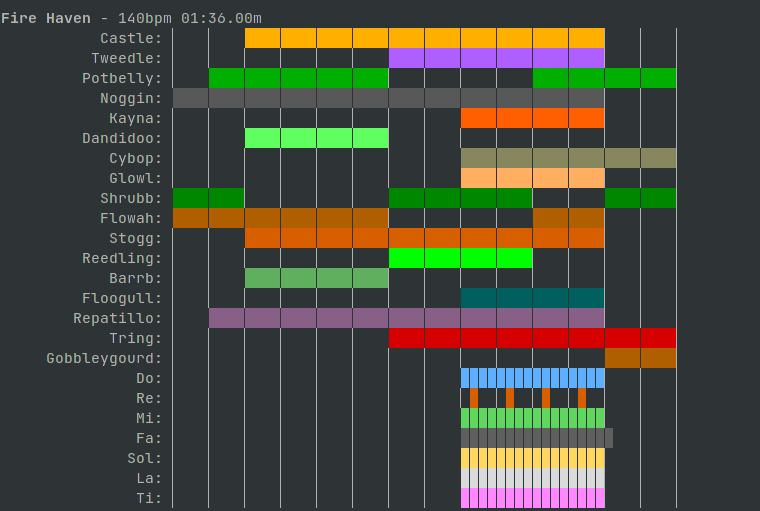 Fire Haven - 140bpm 01:36.00m
Castle:
Tweedle:
Potbelly:
Noggin:
Kayna:
Dandidoo:
Cybop:
Glowl:
Shrubb:
Flowah:
Stogg:
Reedling:
Barrb:
Floogull:
Repatillo:
Tring:
Gobbleygourd:
Do:
Re:
Mi:
Fa:
Sol:
La:
Ti: